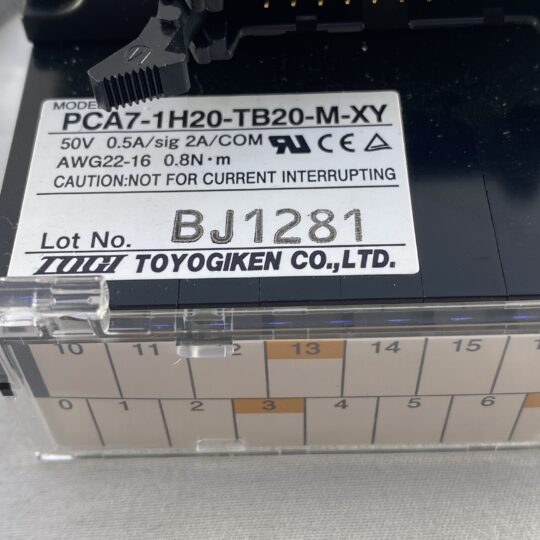 MODEL
PCA7-1H20-TB20-M-XY
50V 0.5A/sig 2A/COM CE
AWG22-16 0.8N·m
CAUTION:NOT FOR CURRENT INTERRUPTING
Lot No. BJ1281
TOGI TOYOGIKEN CO.,LTD.
10 11 13 14 15
0 1 2 3 4 5 6